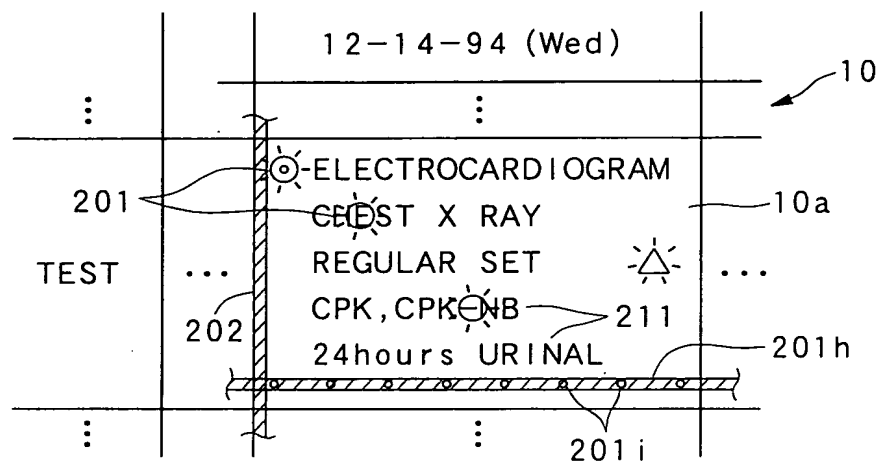 12-14-94 (Wed)
10
ELECTROCARDIOGRAM
201
CHEST X RAY
10a
TEST
REGULAR SET
202
CPK,CPK-NB
211
24hours URINAL
201h
201i